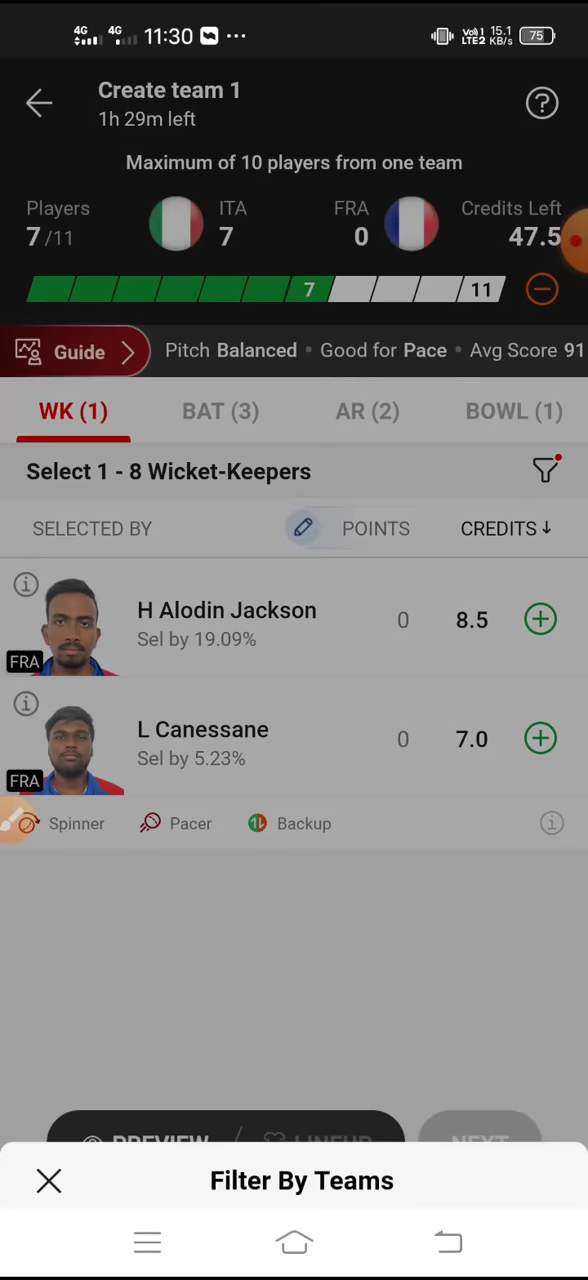 4G 4G 11:30 Vo) 1 LTE2 15.1 KB/s 75
Create team 1
1h 29m left
Maximum of 10 players from one team
Players ITA FRA Credits Left
7/11 7 0 47.5
7 11
Guide Pitch Balanced • Good for Pace • Avg Score 91
WK (1) BAT (3) AR (2) BOWL (1)
Select 1 - 8 Wicket-Keepers
SELECTED BY POINTS CREDITS↓
H Alodin Jackson 0 8.5
Sel by 19.09%
FRA
L Canessane 0 7.0
Sel by 5.23%
FRA
Spinner Pacer Backup
PREVIEW / LINEUP NEXT
Filter By Teams